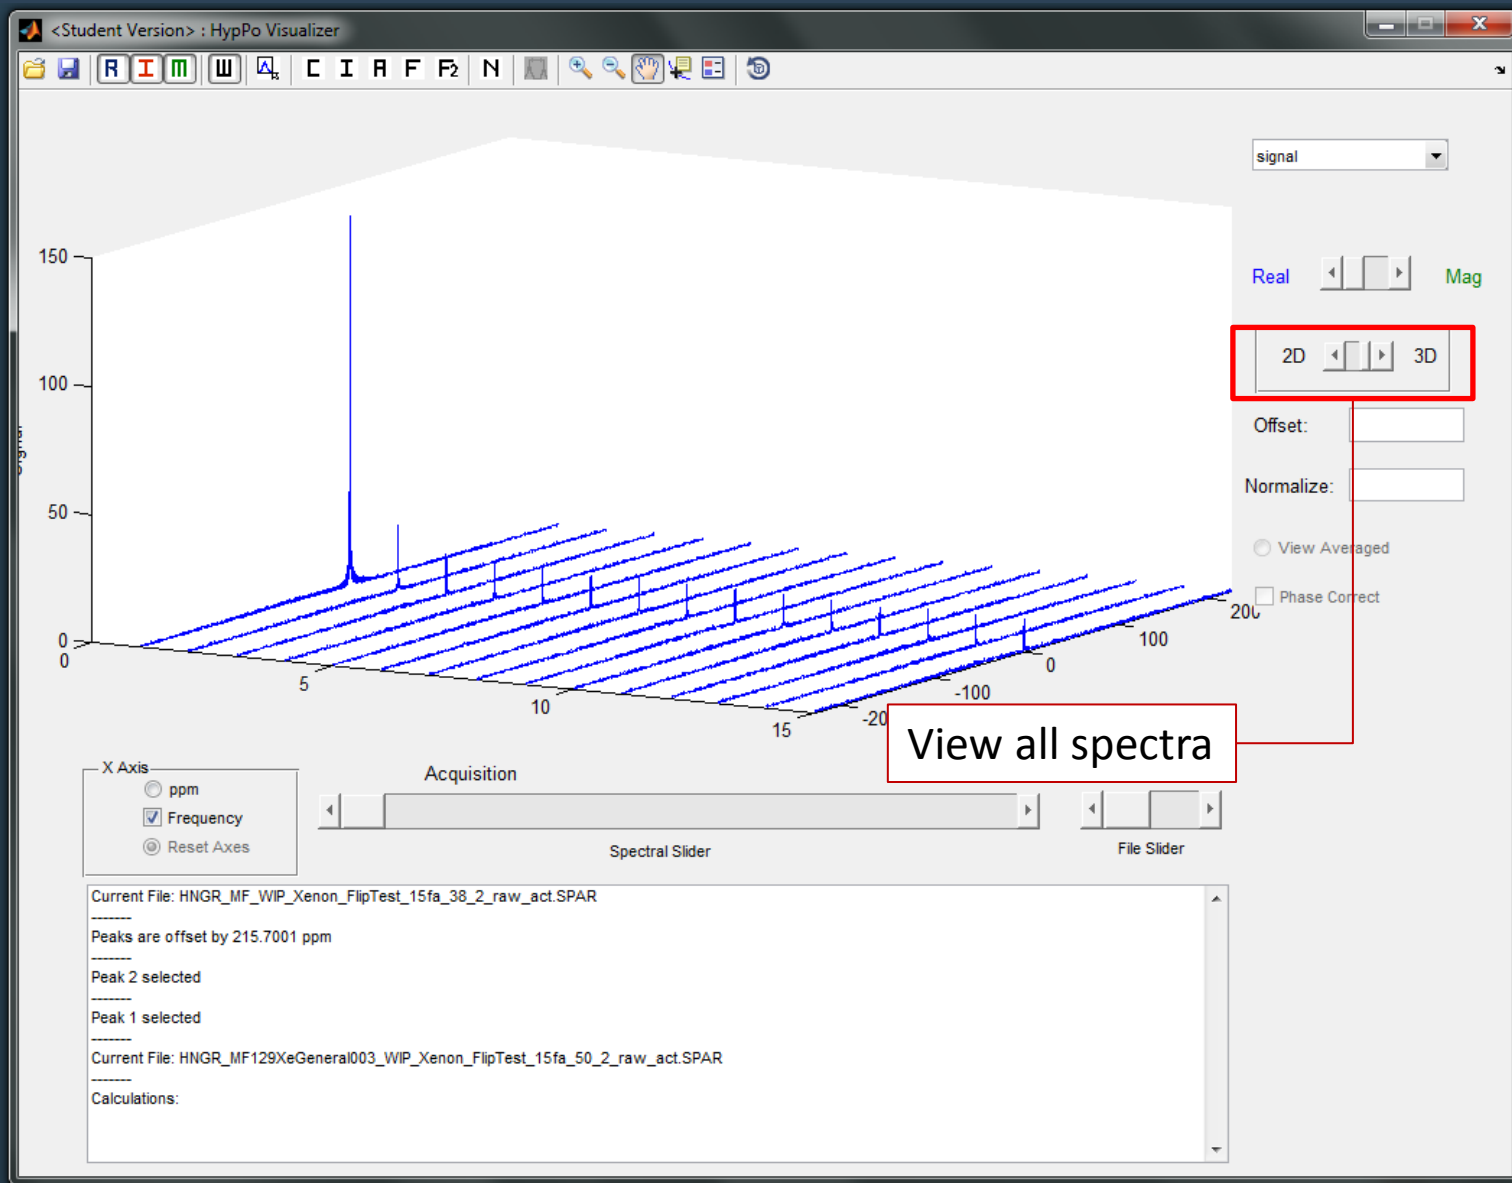 <Student Version> : HypPo Visualizer
R I m W C I A F F2 N
signal
150
Real Mag
2D 3D
100
Offset:
Signal
Normalize:
50
View Averaged
Phase Correct
200
100
0
0
0
5
-100
10
-20
15
View all spectra
X Axis
Acquisition
ppm
Frequency
Reset Axes
Spectral Slider
File Slider
Current File: HNGR_MF_WIP_Xenon_FlipTest_15fa_38_2_raw_act.SPAR
-------
Peaks are offset by 215.7001 ppm
-------
Peak 2 selected
-------
Peak 1 selected
-------
Current File: HNGR_MF129XeGeneral003_WIP_Xenon_FlipTest_15fa_50_2_raw_act.SPAR
-------
Calculations: